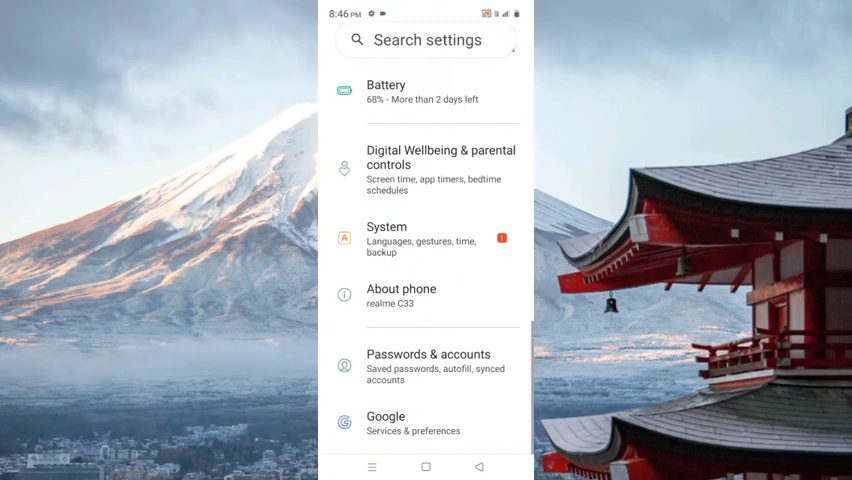 8:46 PM
Search settings
Battery
68% - More than 2 days left
Digital Wellbeing & parental
controls
Screen time, app timers, bedtime
schedules
System
Languages, gestures, time,
backup
1
About phone
realme C33
Passwords & accounts
Saved passwords, autofill, synced
accounts
Google
Services & preferences